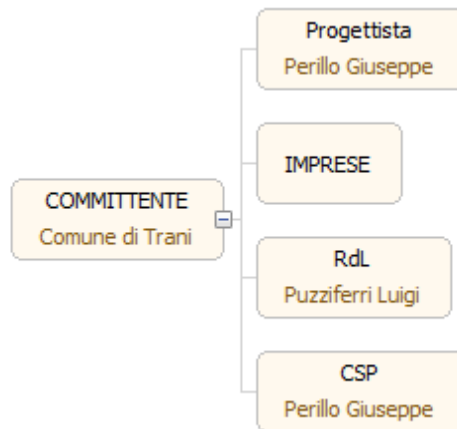 Progettista
Perillo Giuseppe
IMPRESE
COMMITTENTE
Comune di Trani
RdL
Puzziferri Luigi
CSP
Perillo Giuseppe